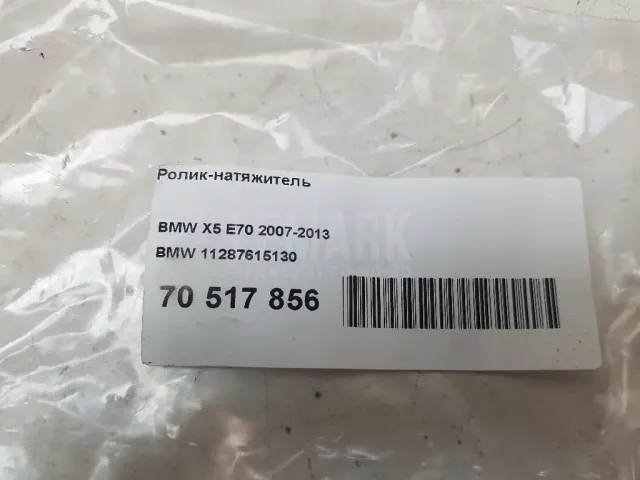 Ролик-натяжитель
BMW X5 E70 2007-2013
BMW 11287615130
70 517 856